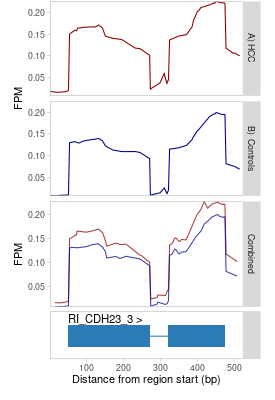 0.20
0.15
0.10
0.05
FPM
A) HCC
0.20
0.15
0.10
0.05
B): Controls
0.20
0.15
0.10
0.05
FPM
Combined
RI_CDH23_3 >
100 200 300 400 500
Distance from region start (bp)